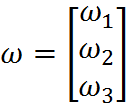 ω = [ω₁
ω₂
ω₃]